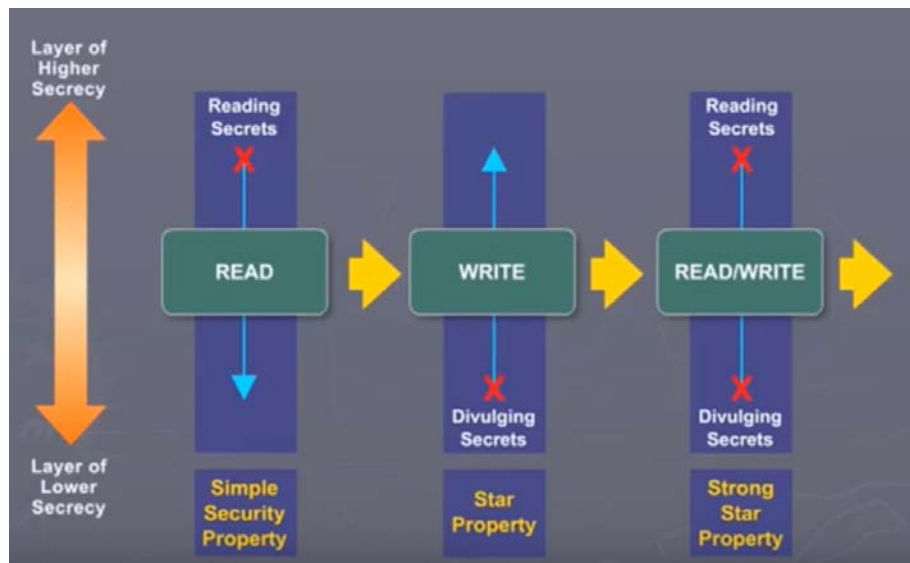 Layer of
Higher
Secrecy
Reading
Secrets
X
READ
Simple
Security
Property
WRITE
X
Divulging
Secrets
Star
Property
Reading
Secrets
X
READ/WRITE
X
Divulging
Secrets
Strong
Star
Property
Layer of
Lower
Secrecy